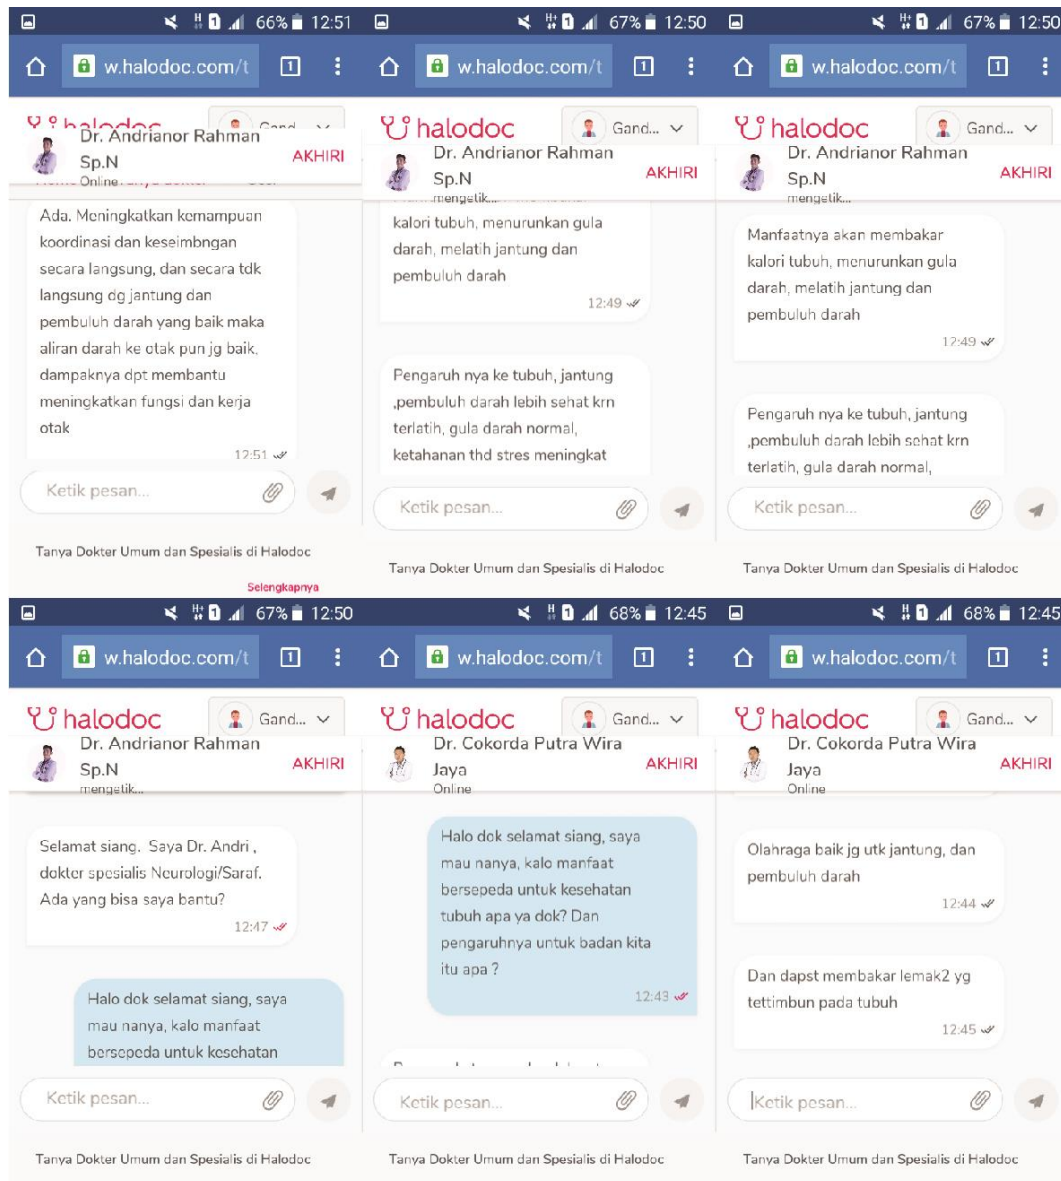 66% 12:51
w.halodoc.com/t
1
halodoc
Gand...
Dr. Andrianor Rahman
Sp.N
Online
AKHIRI
Ada. Meningkatkan kemampuan
koordinasi dan keseimbngan
secara langsung, dan secara tdk
langsung dg jantung dan
pembuluh darah yang baik maka
aliran darah ke otak pun jg baik,
dampaknya dpt membantu
meningkatkan fungsi dan kerja
otak
12:51
Ketik pesan...
Tanya Dokter Umum dan Spesialis di Halodoc
Selengkapnya
H+ 1 67% 12:50
w.halodoc.com/t
1
halodoc
Gand...
Dr. Andrianor Rahman
Sp.N
mengetik...
AKHIRI
kalori tubuh, menurunkan gula
darah, melatih jantung dan
pembuluh darah
12:49
Pengaruh nya ke tubuh, jantung
,pembuluh darah lebih sehat krn
terlatih, gula darah normal,
ketahanan thd stres meningkat
Ketik pesan...
Tanya Dokter Umum dan Spesialis di Halodoc
H+ 1 67% 12:50
w.halodoc.com/t
1
halodoc
Gand...
Dr. Andrianor Rahman
Sp.N
mengetik...
AKHIRI
Manfaatnya akan membakar
kalori tubuh, menurunkan gula
darah, melatih jantung dan
pembuluh darah
12:49
Pengaruh nya ke tubuh, jantung
,pembuluh darah lebih sehat krn
terlatih, gula darah normal,
Ketik pesan...
Tanya Dokter Umum dan Spesialis di Halodoc
H+ 1 67% 12:50
w.halodoc.com/t
1
halodoc
Gand...
Dr. Andrianor Rahman
Sp.N
mengetik...
AKHIRI
Selamat siang. Saya Dr. Andri ,
dokter spesialis Neurologi/Saraf.
Ada yang bisa saya bantu?
12:47
Halo dok selamat siang, saya
mau nanya, kalo manfaat
bersepeda untuk kesehatan
Ketik pesan...
Tanya Dokter Umum dan Spesialis di Halodoc
H 1 68% 12:45
w.halodoc.com/t
1
halodoc
Gand...
Dr. Cokorda Putra Wira
Jaya
Online
AKHIRI
Halo dok selamat siang, saya
mau nanya, kalo manfaat
bersepeda untuk kesehatan
tubuh apa ya dok? Dan
pengaruhnya untuk badan kita
itu apa ?
12:43
Ketik pesan...
Tanya Dokter Umum dan Spesialis di Halodoc
H 1 68% 12:45
w.halodoc.com/t
1
halodoc
Gand...
Dr. Cokorda Putra Wira
Jaya
Online
AKHIRI
Olahraga baik jg utk jantung, dan
pembuluh darah
12:44
Dan dapst membakar lemak2 yg
tettimbun pada tubuh
12:45
Ketik pesan...
Tanya Dokter Umum dan Spesialis di Halodoc